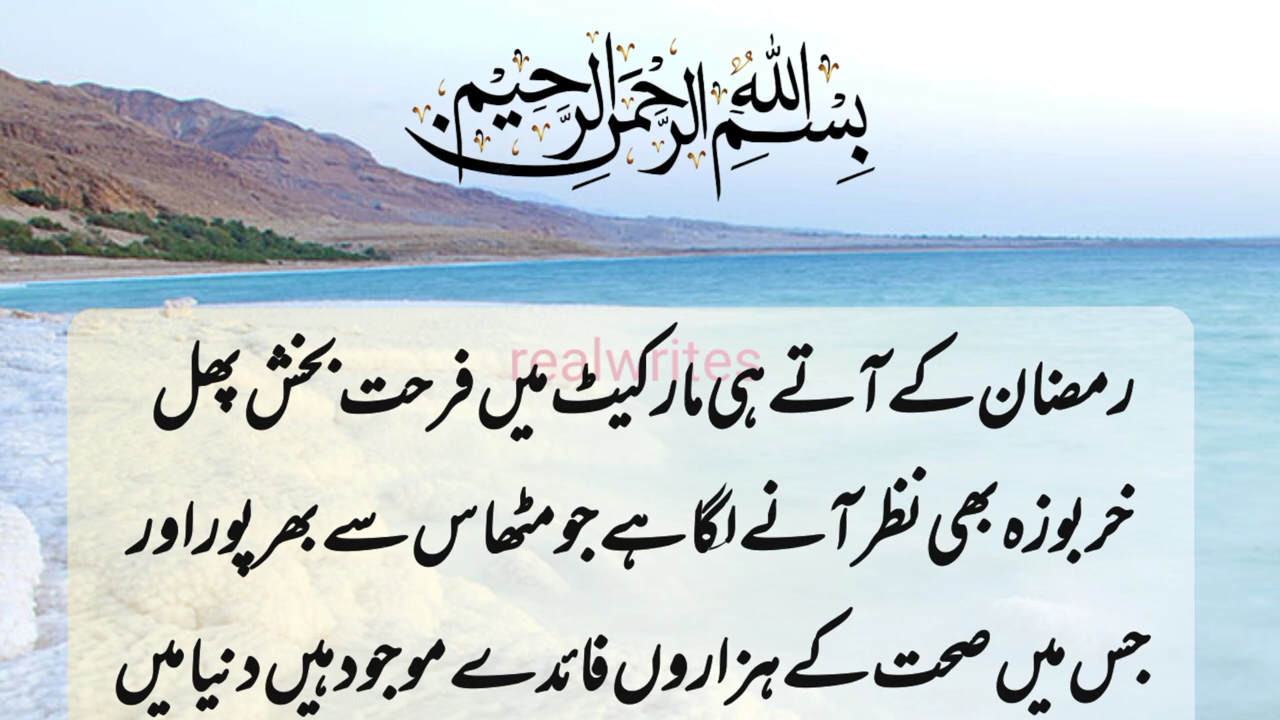 بِسْمِ اللهِ الرَّحْمٰنِ الرَّحِيْمِ
realwrites
رمضان کے آتے ہی مارکیٹ میں فرحت بخش پھل
خربوزہ بھی نظر آنے لگا ہے جو مٹھاس سے بھرپور اور
جس میں صحت کے ہزاروں فائدے موجود ہیں دنیا میں